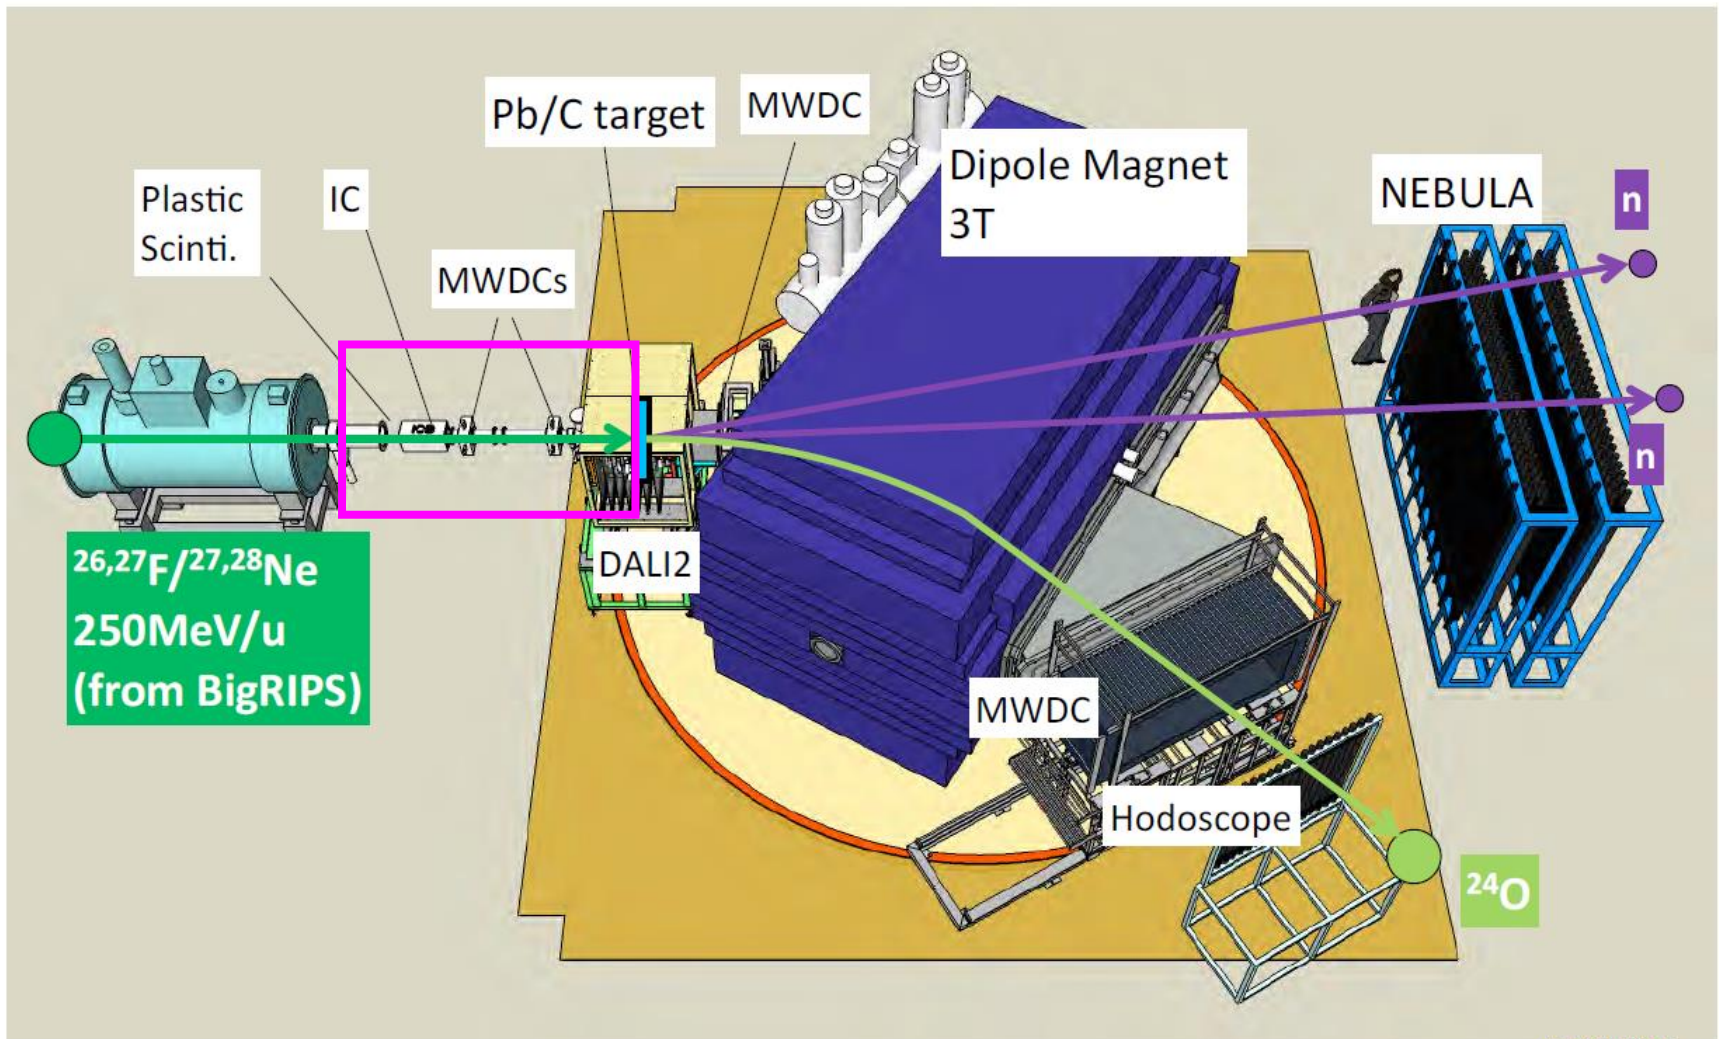 Pb/C target
MWDC
Dipole Magnet
3T
NEBULA
n
Plastic
Scinti.
IC
MWDCs
n
DALI2
26,27F/27,28Ne
250MeV/u
(from BigRIPS)
MWDC
Hodoscope
24O